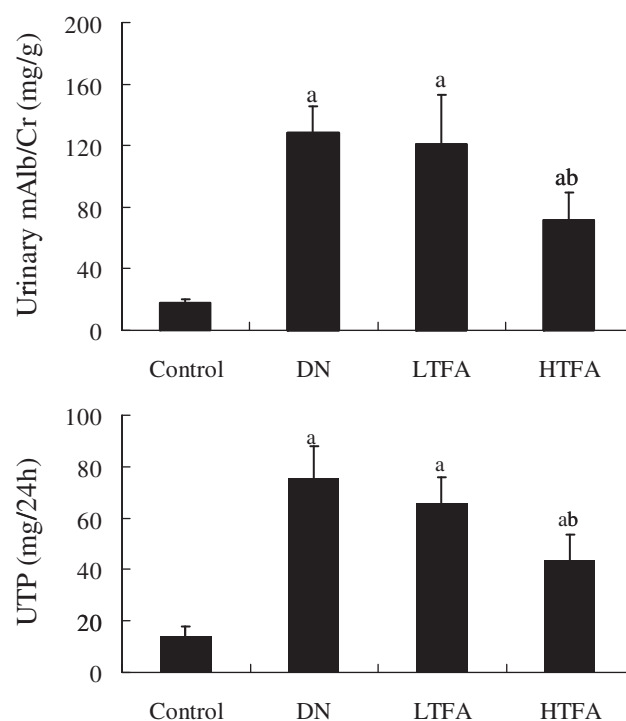 Urinary mAlb/Cr (mg/g)
200
160
120
80
40
0
a
a
ab
Control DN LTFA HTFA
UTP (mg/24h)
100
80
60
40
20
0
a
a
ab
Control DN LTFA HTFA